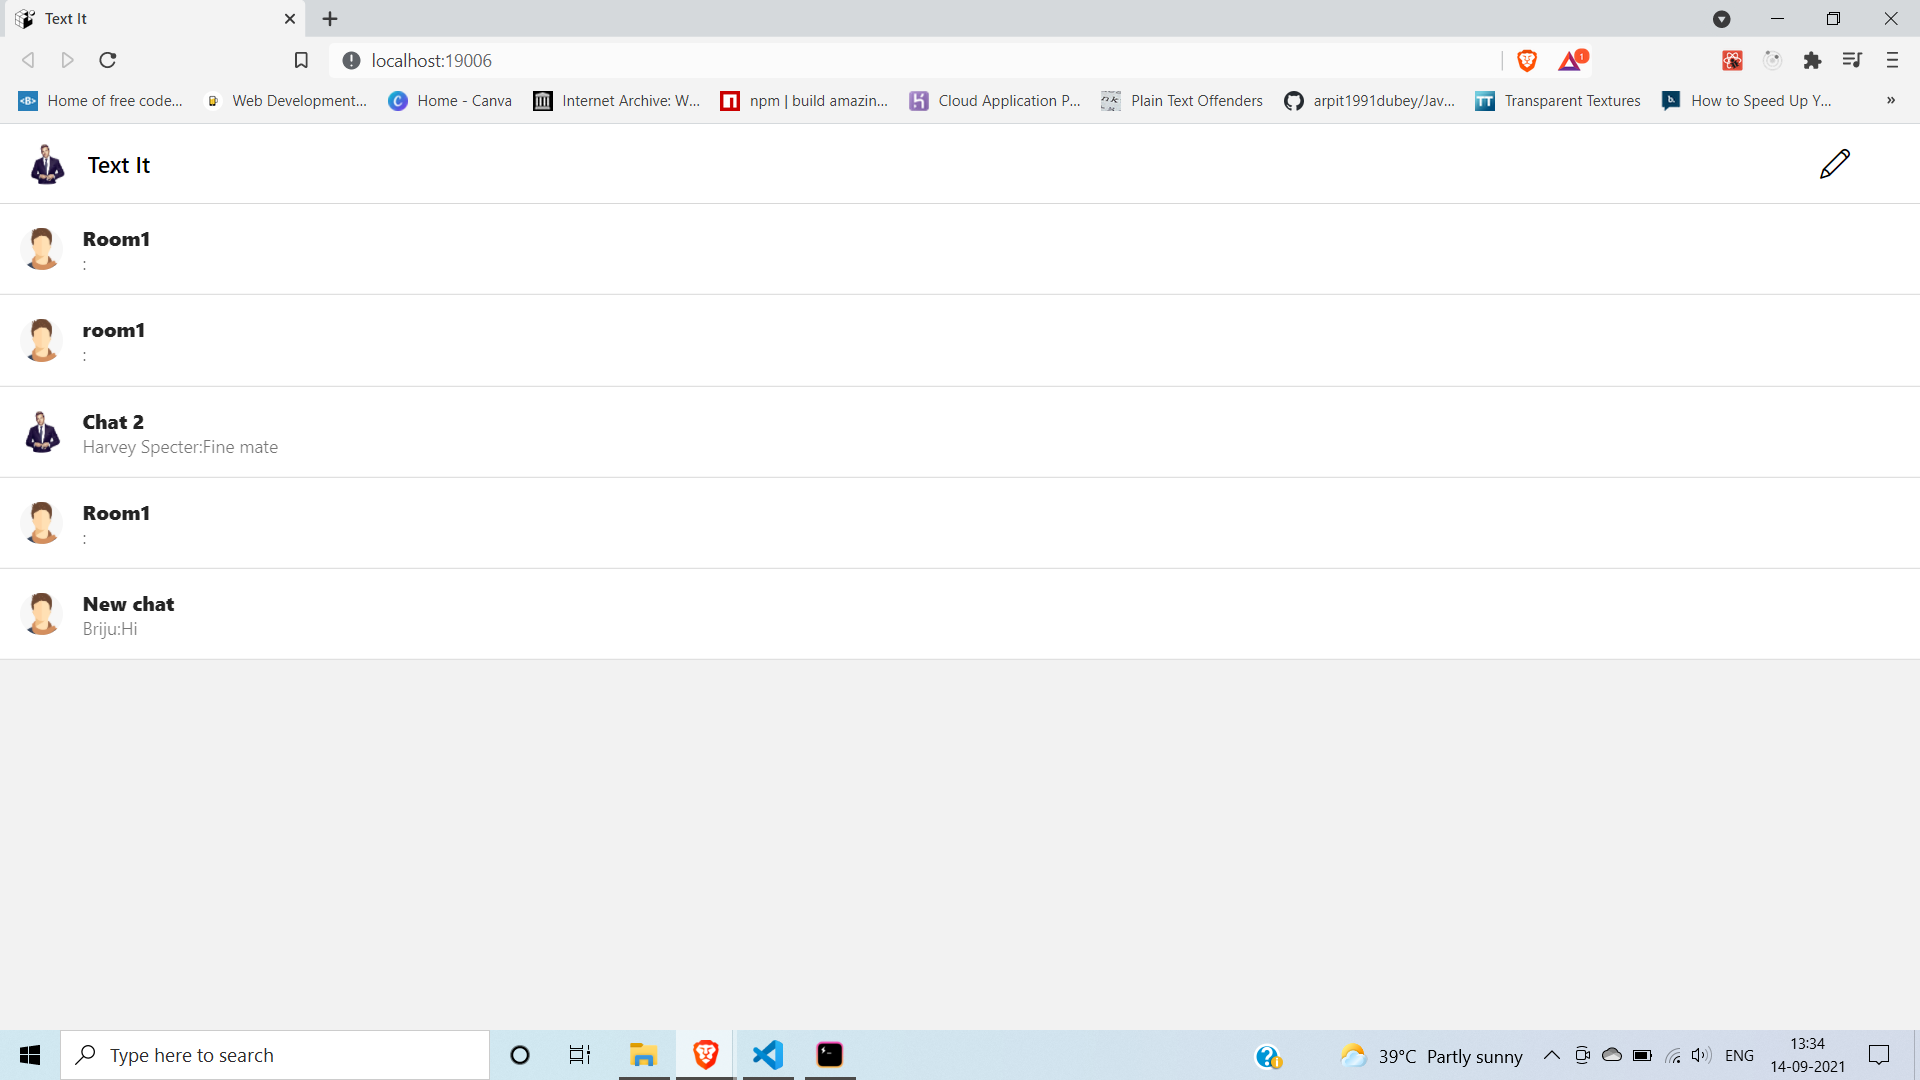 Text It
localhost:19006
1
Home of free code...
Web Development...
Home - Canva
Internet Archive: W...
npm | build amazin...
Cloud Application P...
Plain Text Offenders
arpit1991dubey/Jav...
Transparent Textures
How to Speed Up Y...
»
Text It
Room1
:
room1
:
Chat 2
Harvey Specter:Fine mate
Room1
:
New chat
Briju:Hi
Type here to search
39°C Partly sunny
ENG
13:34
14-09-2021